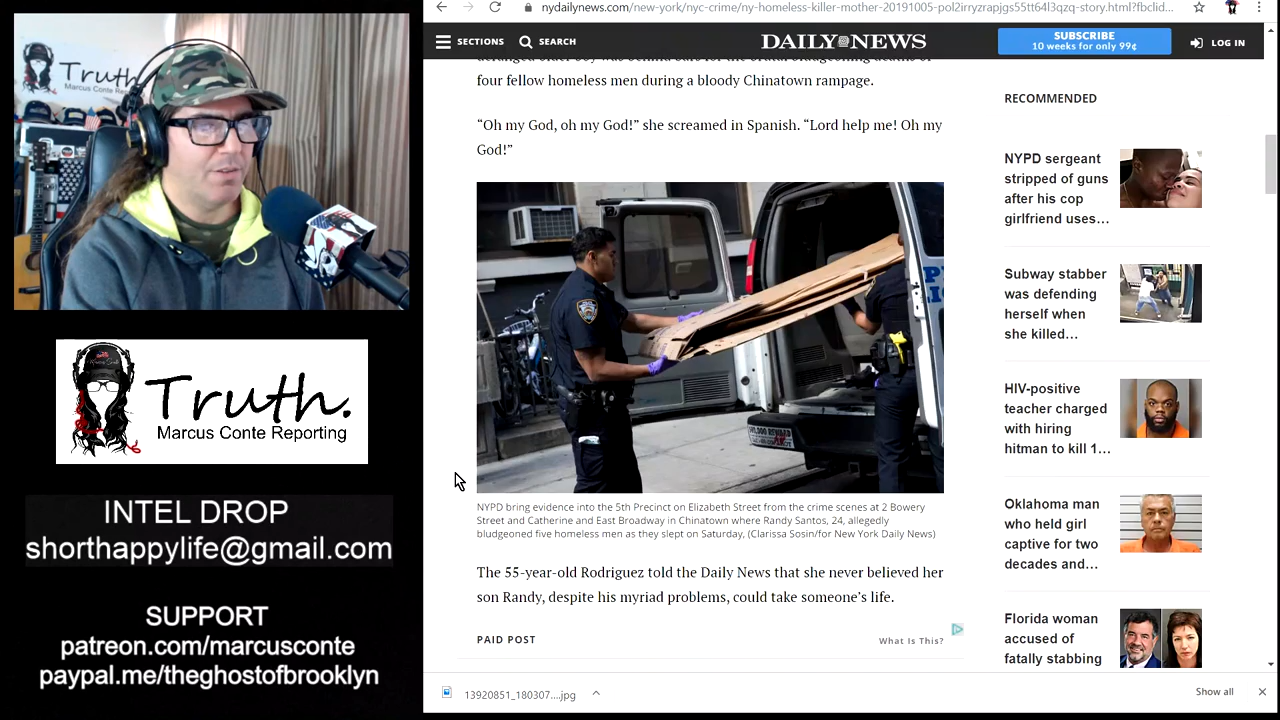 Truth.
Marcus Conte Reporting
Truth.
Marcus Conte Reporting
INTEL DROP
shorthappylife@gmail.com
SUPPORT
patreon.com/marcusconte
paypal.me/theghostofbrooklyn
nydailynews.com/new-york/nyc-crime/ny-homeless-killer-mother-20191005-pol2irryzrapjgs55tt64l3qzq-story.html?fbclid...
SECTIONS
SEARCH
DAILY NEWS
SUBSCRIBE
10 weeks for only 99¢
LOG IN
four fellow homeless men during a bloody Chinatown rampage.
“Oh my God, oh my God!” she screamed in Spanish. “Lord help me! Oh my
God!”
NYPD bring evidence into the 5th Precinct on Elizabeth Street from the crime scenes at 2 Bowery
Street and Catherine and East Broadway in Chinatown where Randy Santos, 24, allegedly
bludgeoned five homeless men as they slept on Saturday, (Clarissa Sosin/for New York Daily News)
The 55-year-old Rodriguez told the Daily News that she never believed her
son Randy, despite his myriad problems, could take someone’s life.
PAID POST
What Is This?
RECOMMENDED
NYPD sergeant
stripped of guns
after his cop
girlfriend uses...
Subway stabber
was defending
herself when
she killed...
HIV-positive
teacher charged
with hiring
hitman to kill 1...
Oklahoma man
who held girl
captive for two
decades and...
Florida woman
accused of
fatally stabbing
13920851_180307....jpg
Show all